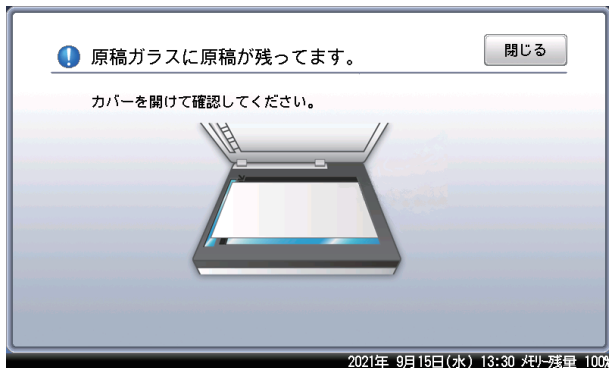 原稿ガラスに原稿が残ってます。
閉じる
カバーを開けて確認してください。
2021年 9月15日(水) 13:30 ﾒﾓﾘｰ残量 100%